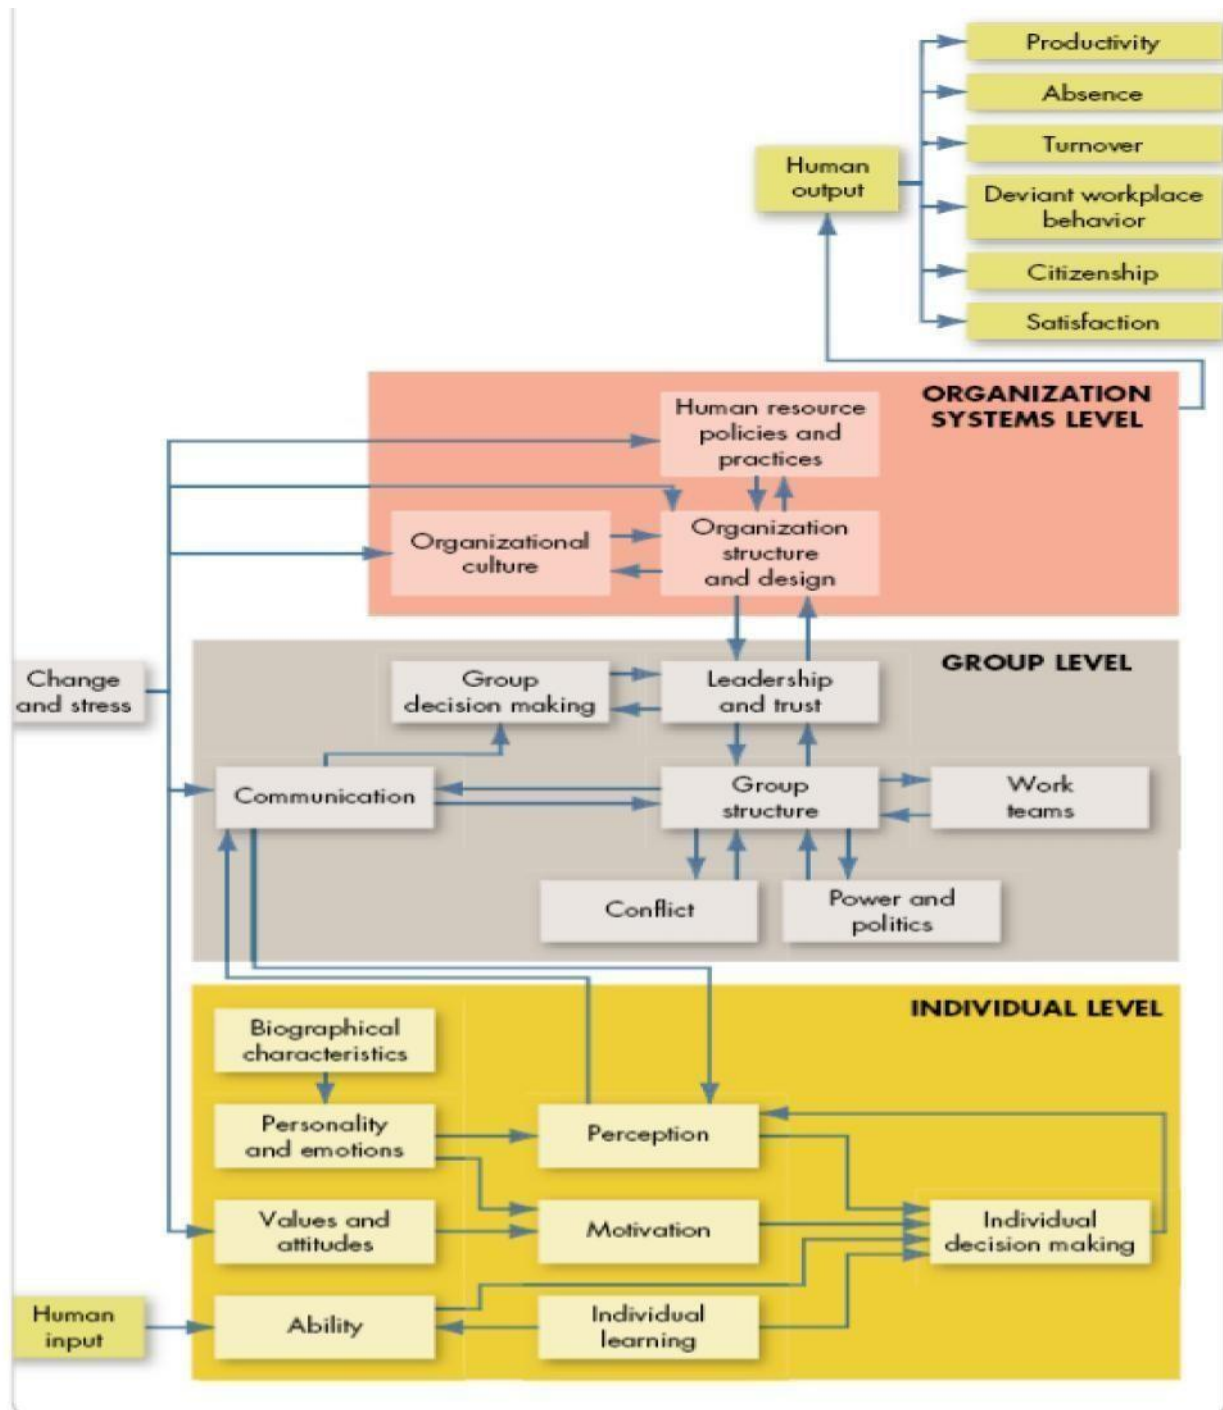 Productivity
Absence
Turnover
Human
output
Deviant workplace
behavior
Citizenship
Satisfaction
ORGANIZATION
SYSTEMS LEVEL
Human resource
policies and
practices
Organizational
culture
Organization
structure
and design
GROUP LEVEL
Change
and stress
Group
decision making
Leadership
and trust
Communication
Group
structure
Work
teams
Conflict
Power and
politics
INDIVIDUAL LEVEL
Biographical
characteristics
Personality
and emotions
Perception
Values and
attitudes
Motivation
Individual
decision making
Human
input
Ability
Individual
learning